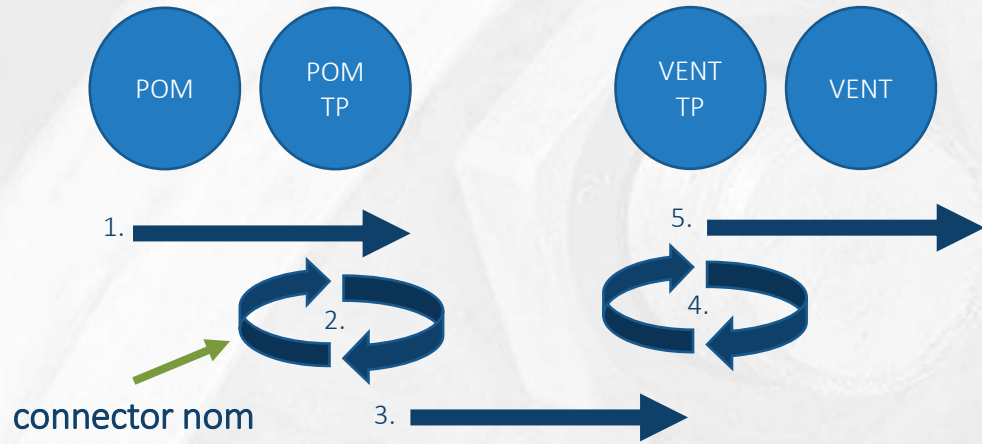 POM
POM
TP
VENT
TP
VENT
1.
5.
2.
4.
connector nom
3.